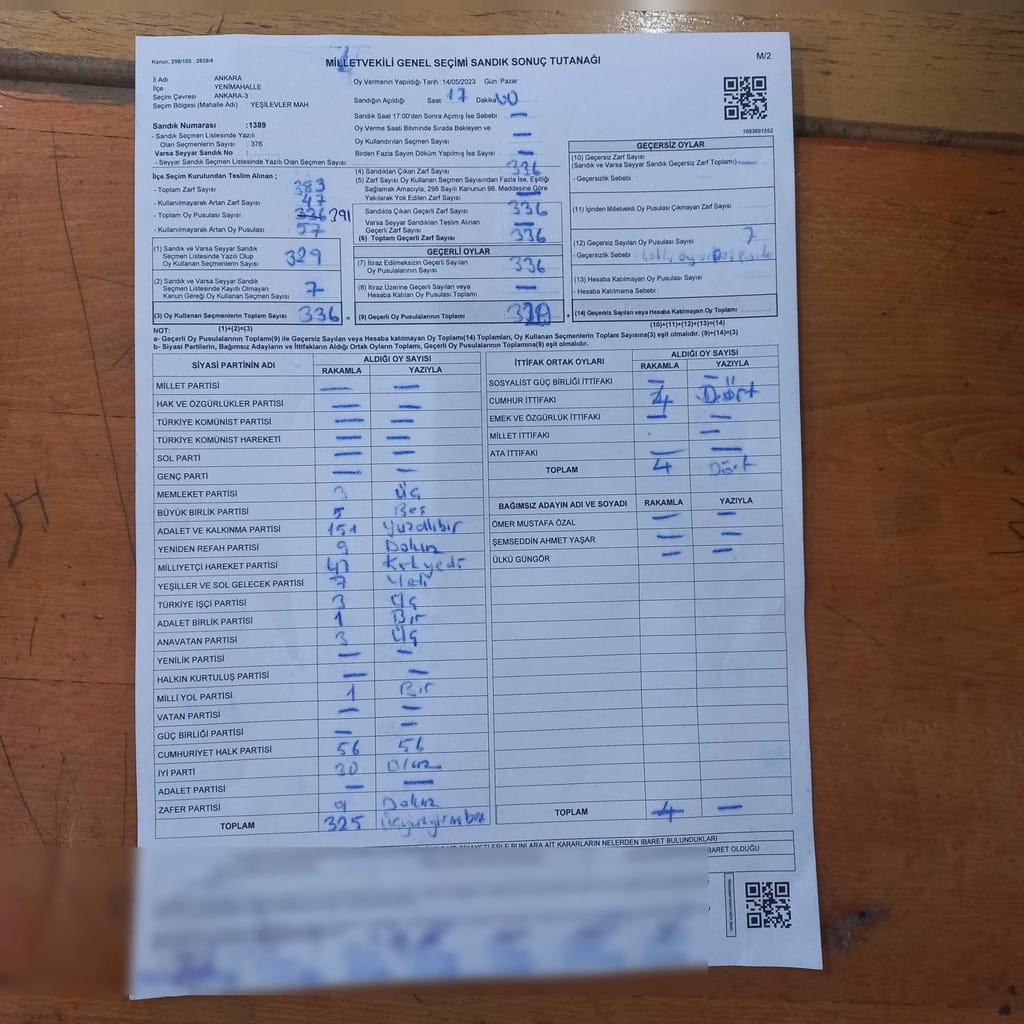 Kanun: 298/105 , 2839/4
MİLLETVEKİLİ GENEL SEÇİMİ SANDIK SONUÇ TUTANAĞI
M/2
İl Adı : ANKARA
İlçe : YENİMAHALLE
Seçim Çevresi : ANKARA-3
Seçim Bölgesi (Mahalle Adı) : YEŞİLEVLER MAH
Oy Vermenin Yapıldığı Tarih : 14/05/2023 Gün: Pazar
Sandığın Açıldığı Saat 17 Dakika 00
Sandık Saat 17:00'den Sonra Açımış İse Sebebi : —
Oy Verme Saati Bitiminde Sırada Bekleyen ve
Oy Kullandırılan Seçmen Sayısı : —
Birden Fazla Sayım Döküm Yapılmış İse Sayısı : —
1083691552
Sandık Numarası : 1389
- Sandık Seçmen Listesinde Yazılı
Olan Seçmenlerin Sayısı : 376
Varsa Seyyar Sandık No :
- Seyyar Sandık Seçmen Listesinde Yazılı Olan Seçmen Sayısı:
İlçe Seçim Kurulundan Teslim Alınan ;
- Toplam Zarf Sayısı : 383
- Kullanılmayarak Artan Zarf Sayısı : 47
- Toplam Oy Pusulası Sayısı : 336 391
- Kullanılmayarak Artan Oy Pusulası : 57
(1) Sandık ve Varsa Seyyar Sandık
Seçmen Listesinde Yazılı Olup
Oy Kullanan Seçmenlerin Sayısı 329
(2) Sandık ve Varsa Seyyar Sandık
Seçmen Listesinde Kaydı Olmayan
Kanun Gereği Oy Kullanan Seçmen Sayısı 7
(3) Oy Kullanan Seçmenlerin Toplam Sayısı 336 =
(4) Sandıktan Çıkan Zarf Sayısı : 336
(5) Zarf Sayısı Oy Kullanan Seçmen Sayısından Fazla İse, Eşitliği
Sağlamak Amacıyla, 298 Sayılı Kanunun 98. Maddesine Göre
Yakılarak Yok Edilen Zarf Sayısı : —
Sandıkta Çıkan Geçerli Zarf Sayısı 336
Varsa Seyyar Sandıktan Teslim Alınan
Geçerli Zarf Sayısı —
(6) Toplam Geçerli Zarf Sayısı 336
GEÇERLİ OYLAR
(7) İtiraz Edilmeksizin Geçerli Sayılan
Oy Pusulasının Sayısı 336
(8) İtiraz Üzerine Geçerli Sayılan veya
Hesaba Katılan Oy Pusulası Toplamı —
(9) Geçerli Oy Pusulalarının Toplamı
GEÇERSİZ OYLAR
(10) Geçersiz Zarf Sayısı
(Sandık ve Varsa Seyyar Sandık Geçersiz Zarf Toplamı) —
- Geçersizlik Sebebi :
(11) İçinden Milletvekili Oy Pusulası Çıkmayan Zarf Sayısı
(12) Geçersiz Sayılan Oy Pusulası Sayısı 7
- Geçersizlik Sebebi :
(13) Hesaba Katılmayan Oy Pusulası Sayısı
- Hesaba Katılmama Sebebi :
+ (14) Geçersiz Sayılan veya Hesaba Katılmayan Oy Toplamı
NOT: (1)+(2)=(3)
(10)+(11)+(12)+(13)=(14)
a- Geçerli Oy Pusulalarının Toplamı(9) ile Geçersiz Sayılan veya Hesaba katılmayan Oy Toplamı(14) Toplamları, Oy Kullanan Seçmenlerin Toplam Sayısına(3) eşit olmalıdır. (9)+(14)=(3)
b- Siyasi Partilerin, Bağımsız Adayların ve İttifakların Aldığı Ortak Oyların Toplamı, Geçerli Oy Pusulalarının Toplamına(9) eşit olmalıdır.
SİYASİ PARTİNİN ADI ALDIĞI OY SAYISI
RAKAMLA YAZIYLA
MİLLET PARTİSİ — —
HAK VE ÖZGÜRLÜKLER PARTİSİ — —
TÜRKİYE KOMÜNİST PARTİSİ — —
TÜRKİYE KOMÜNİST HAREKETİ — —
SOL PARTİ — —
GENÇ PARTİ — —
MEMLEKET PARTİSİ 3 Üç
BÜYÜK BİRLİK PARTİSİ 5 Beş
ADALET VE KALKINMA PARTİSİ 151 Yüzellibir
YENİDEN REFAH PARTİSİ 9 Dokuz
MİLLİYETÇİ HAREKET PARTİSİ 47 Kırkyedi
YEŞİLLER VE SOL GELECEK PARTİSİ 7 Yedi
TÜRKİYE İŞÇİ PARTİSİ 3 Üç
ADALET BİRLİK PARTİSİ 1 Bir
ANAVATAN PARTİSİ 3 Üç
YENİLİK PARTİSİ — —
HALKIN KURTULUŞ PARTİSİ — —
MİLLİ YOL PARTİSİ 1 Bir
VATAN PARTİSİ — —
GÜÇ BİRLİĞİ PARTİSİ — —
CUMHURİYET HALK PARTİSİ 56 56
İYİ PARTİ 30 Otuz
ADALET PARTİSİ — —
ZAFER PARTİSİ 9 Dokuz
TOPLAM 325 Üçyüzyirmibeş
İTTİFAK ORTAK OYLARI ALDIĞI OY SAYISI
RAKAMLA YAZIYLA
SOSYALİST GÜÇ BİRLİĞİ İTTİFAKI — —
CUMHUR İTTİFAKI 4 Dört
EMEK VE ÖZGÜRLÜK İTTİFAKI — —
MİLLET İTTİFAKI —
ATA İTTİFAKI — —
TOPLAM 4 Dört
BAĞIMSIZ ADAYIN ADI VE SOYADI RAKAMLA YAZIYLA
ÖMER MUSTAFA ÖZAL — —
ŞEMSEDDİN AHMET YAŞAR — —
ÜLKÜ GÜNGÖR — —
TOPLAM 4 —
BUNLARA AİT KARARLARIN NELERDEN İBARET BULUNDUKLARI
BARET OLDUĞU